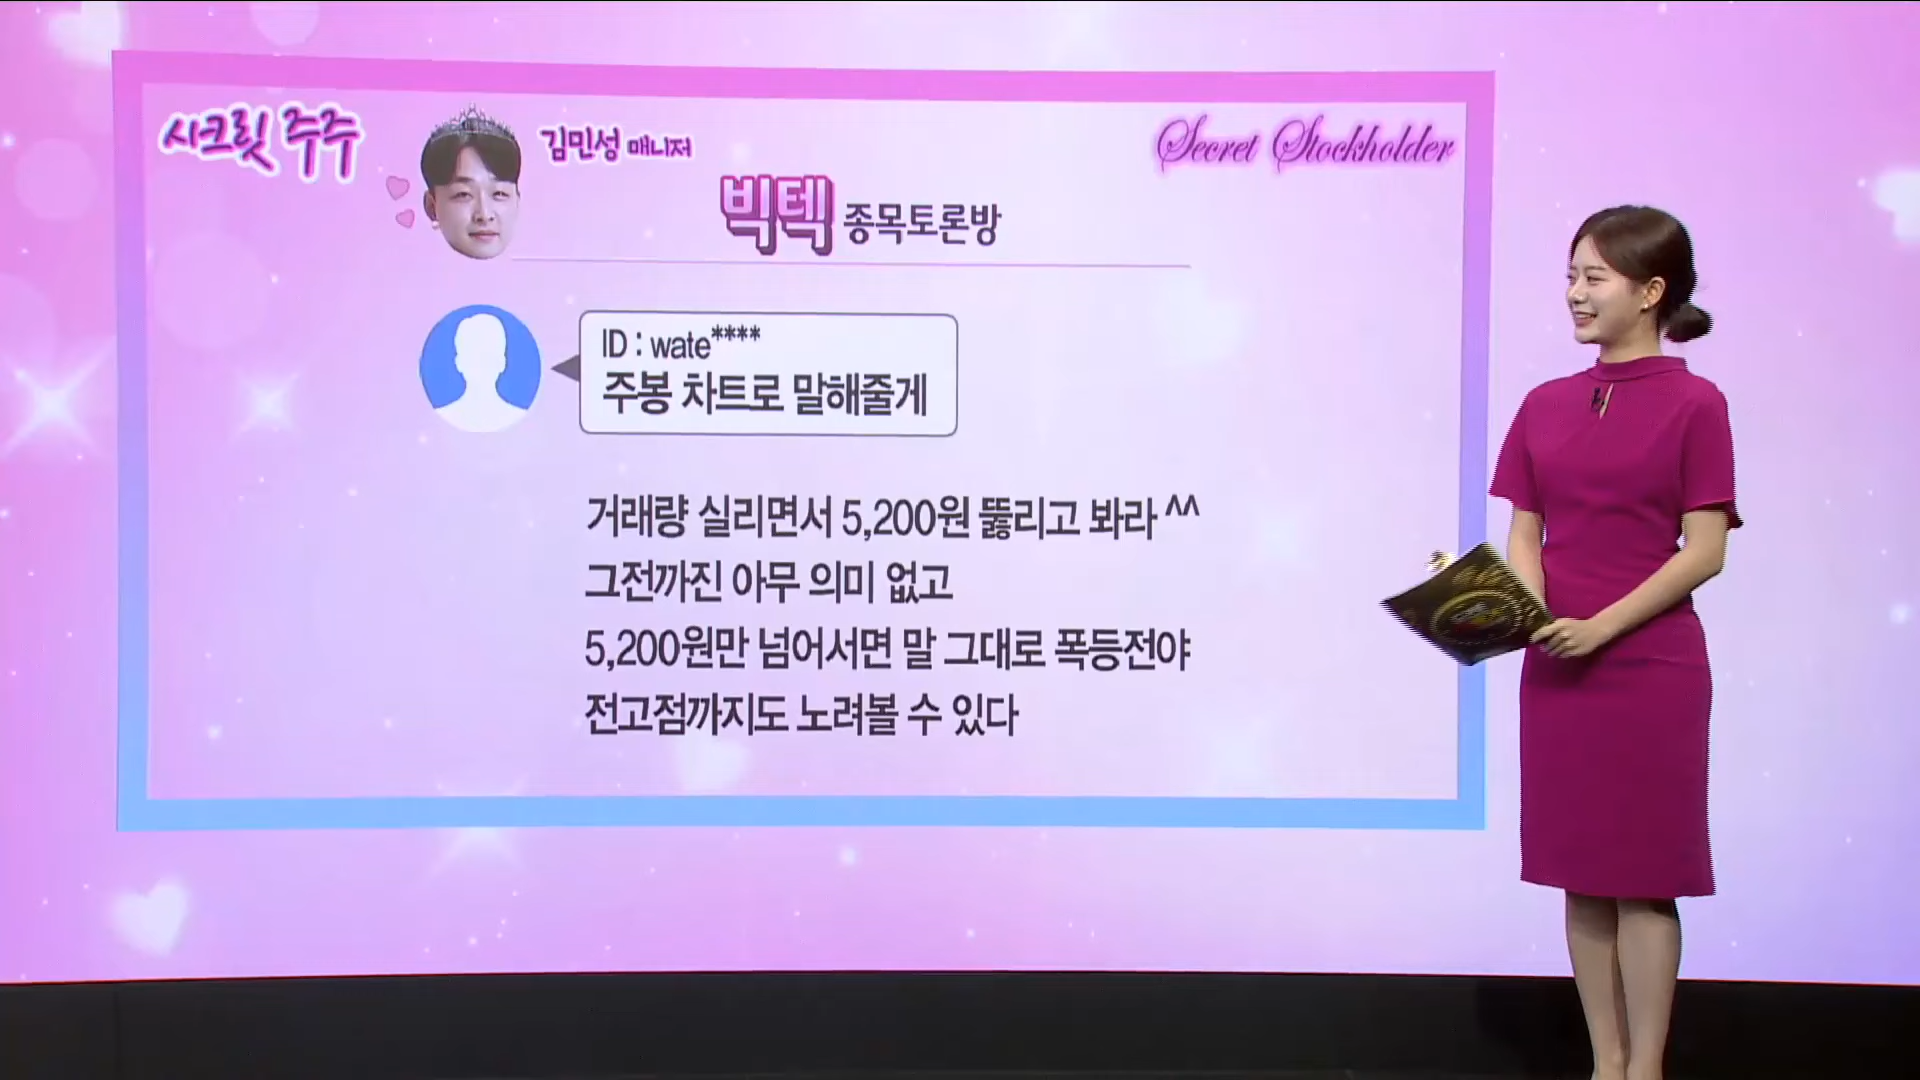 시크릿 주주
김민성 매니저
Secret Stockholder
빅텍 종목토론방
ID : wate****
주봉 차트로 말해줄게
거래량 실리면서 5,200원 뚫리고 봐라 ^^
그전까진 아무 의미 없고
5,200원만 넘어서면 말 그대로 폭등전야
전고점까지도 노려볼 수 있다